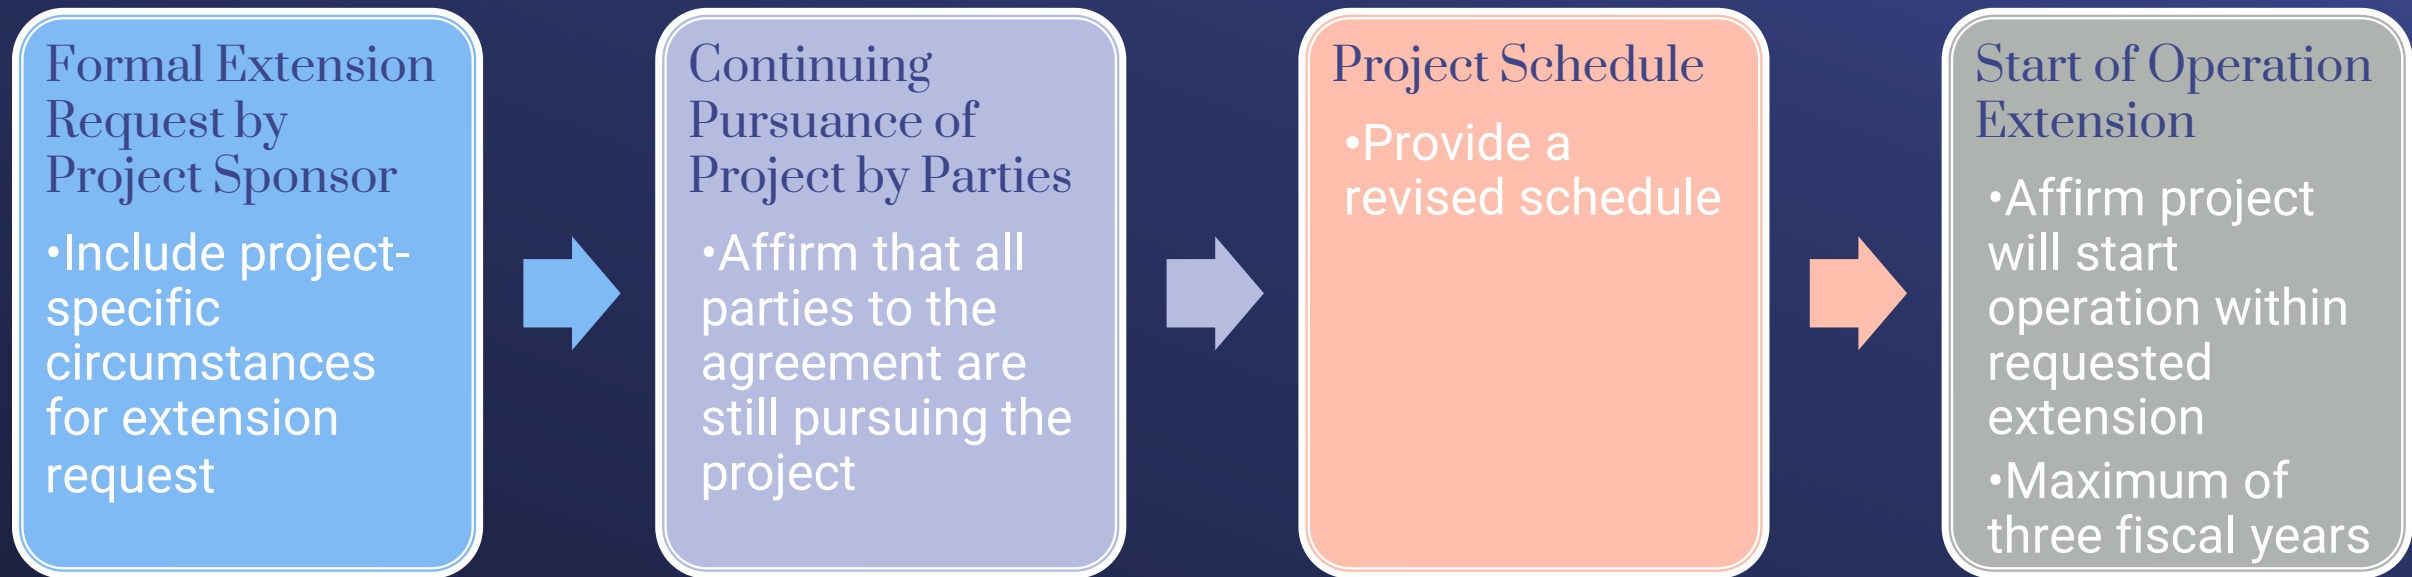 Formal Extension
Request by
Project Sponsor
•Include project-
specific
circumstances
for extension
request
Continuing
Pursuance of
Project by Parties
•Affirm that all
parties to the
agreement are
still pursuing the
project
Project Schedule
•Provide a
revised schedule
Start of Operation
Extension
•Affirm project
will start
operation within
requested
extension
•Maximum of
three fiscal years